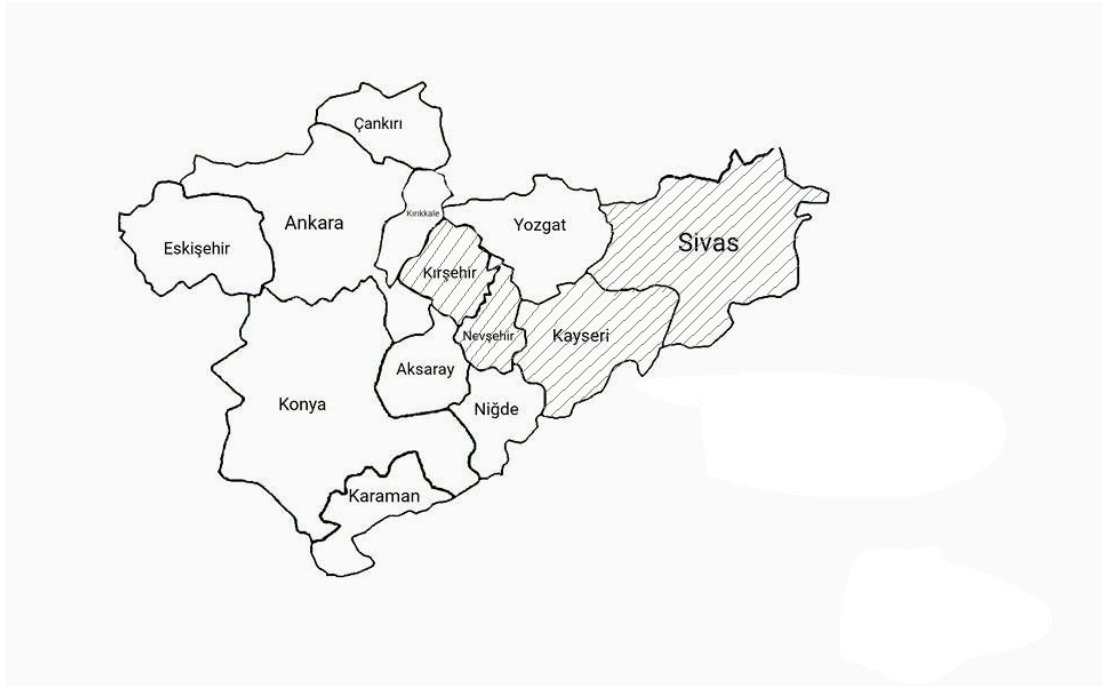 Çankırı
Kırıkkale
Ankara
Yozgat
Sivas
Eskişehir
Kırşehir
Nevşehir
Kayseri
Aksaray
Konya
Niğde
Karaman